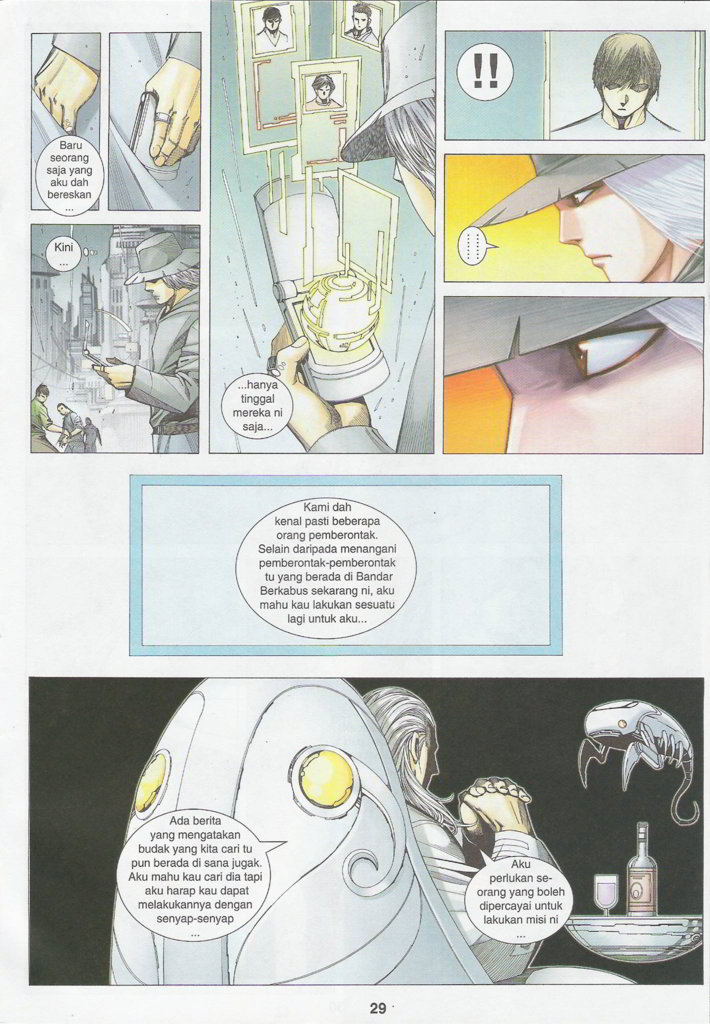 Baru
seorang
saja yang
aku dah
bereskan
...
Kini
...
...hanya
tinggal
mereka ni
saja...
!!
Kami dah
kenal pasti beberapa
orang pemberontak.
Selain daripada menangani
pemberontak-pemberontak
tu yang berada di Bandar
Berkabus sekarang ni, aku
mahu kau lakukan sesuatu
lagi untuk aku...
Ada berita
yang mengatakan
budak yang kita cari tu
pun berada di sana jugak.
Aku mahu kau cari dia tapi
aku harap kau dapat
melakukannya dengan
senyap-senyap
...
Aku
perlukan se-
orang yang boleh
dipercayai untuk
lakukan misi ni
...
29